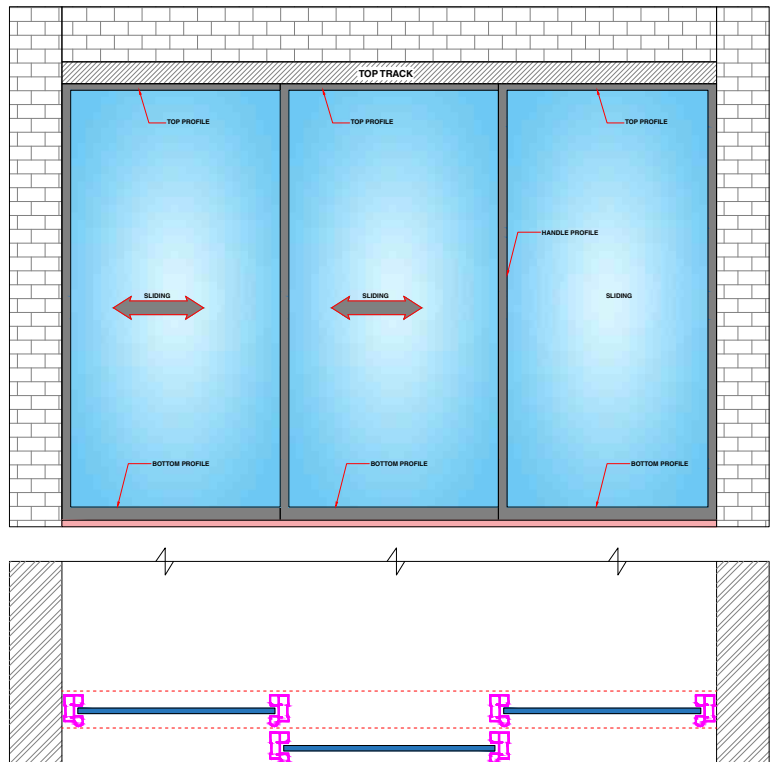 TOP TRACK
TOP PROFILE
TOP PROFILE
TOP PROFILE
HANDLE PROFILE
SLIDING
SLIDING
SLIDING
BOTTOM PROFILE
BOTTOM PROFILE
BOTTOM PROFILE